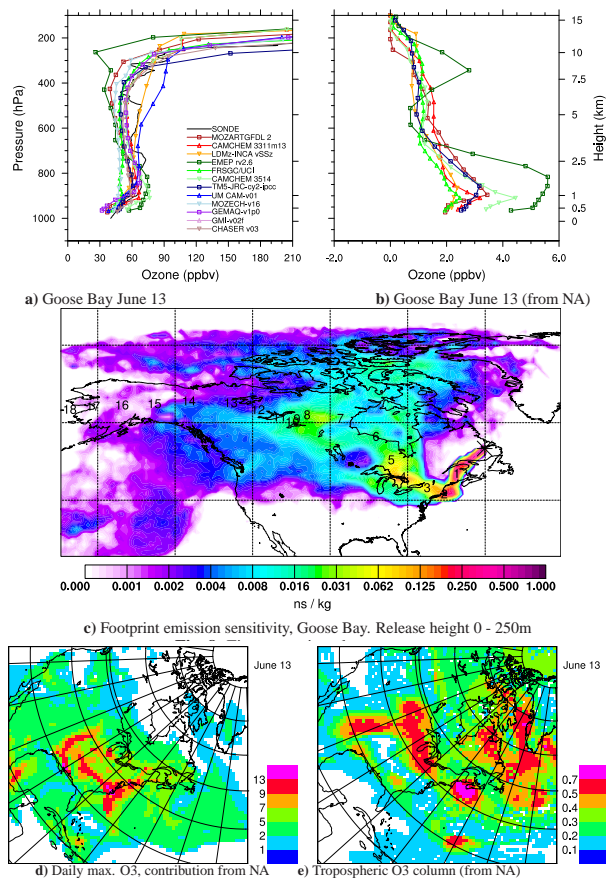 200
400
600
800
1000
Pressure (hPa)
SONDE
MOZARTGFDL 2
CAMCHEM 3311m13
LDMz-INCA vSSz
EMEP rv2.6
FRSGC/UCI
CAMCHEM 3514
TM5-JRC-cy2-ipcc
UM CAM-v01
MOZECH-v16
GEMAQ-v1p0
GMI-v02f
CHASER v03
0 30 60 90 120 150 180 210
Ozone (ppbv)
15
10
7.5
5
2.5
1
0.5
0
Height (km)
-2.0 0.0 2.0 4.0 6.0
Ozone (ppbv)
a) Goose Bay June 13
b) Goose Bay June 13 (from NA)
-18 17 16 15 14 13 12 11 10 8 7 6 5 3
0.000 0.001 0.002 0.004 0.008 0.016 0.031 0.062 0.125 0.250 0.500 1.000
ns / kg
c) Footprint emission sensitivity, Goose Bay. Release height 0 - 250m
June 13
13
9
7
5
2
1
d) Daily max. O3, contribution from NA
June 13
0.7
0.5
0.4
0.3
0.2
0.1
e) Tropospheric O3 column (from NA)